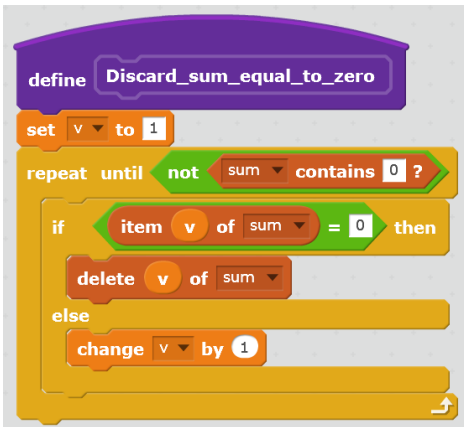 define Discard_sum_equal_to_zero
set v to 1
repeat until not sum contains 0 ?
if item v of sum = 0 then
delete v of sum
else
change v by 1